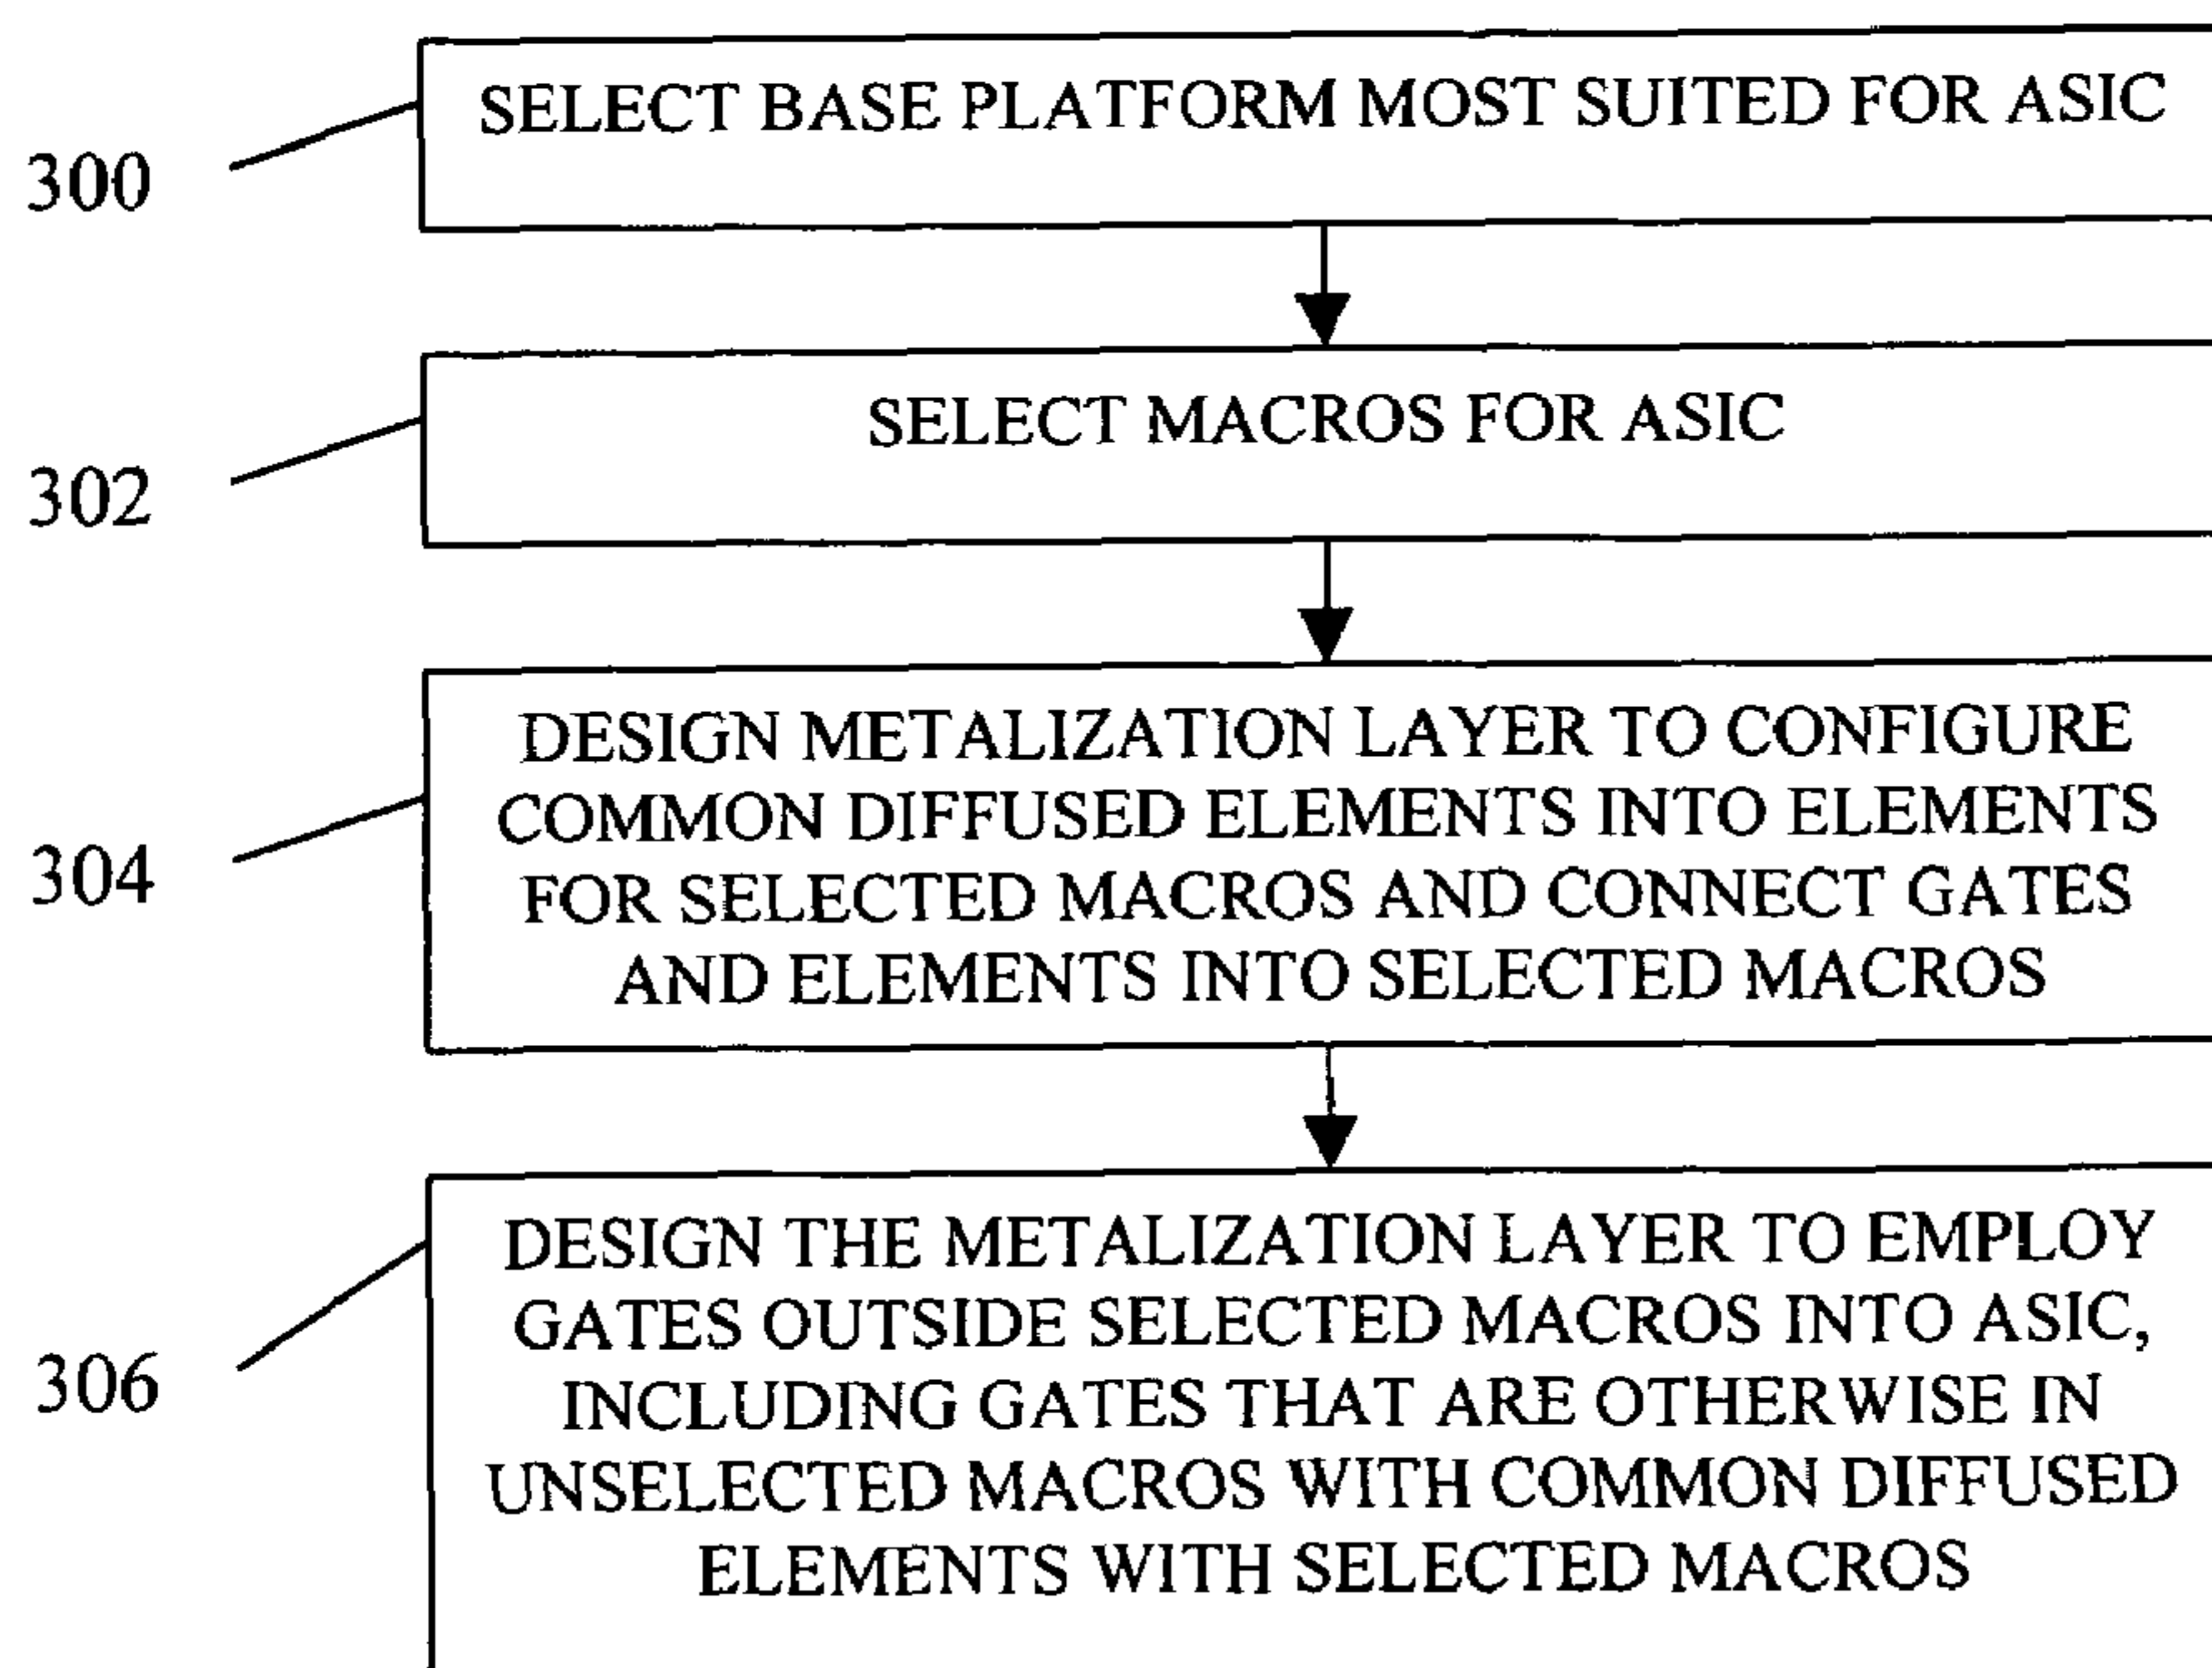 SELECT BASE PLATFORM MOST SUITED FOR ASIC
300
SELECT MACROS FOR ASIC
302
DESIGN METALIZATION LAYER TO CONFIGURE
COMMON DIFFUSED ELEMENTS INTO ELEMENTS
FOR SELECTED MACROS AND CONNECT GATES
AND ELEMENTS INTO SELECTED MACROS
304
DESIGN THE METALIZATION LAYER TO EMPLOY
GATES OUTSIDE SELECTED MACROS INTO ASIC,
INCLUDING GATES THAT ARE OTHERWISE IN
UNSELECTED MACROS WITH COMMON DIFFUSED
ELEMENTS WITH SELECTED MACROS
306